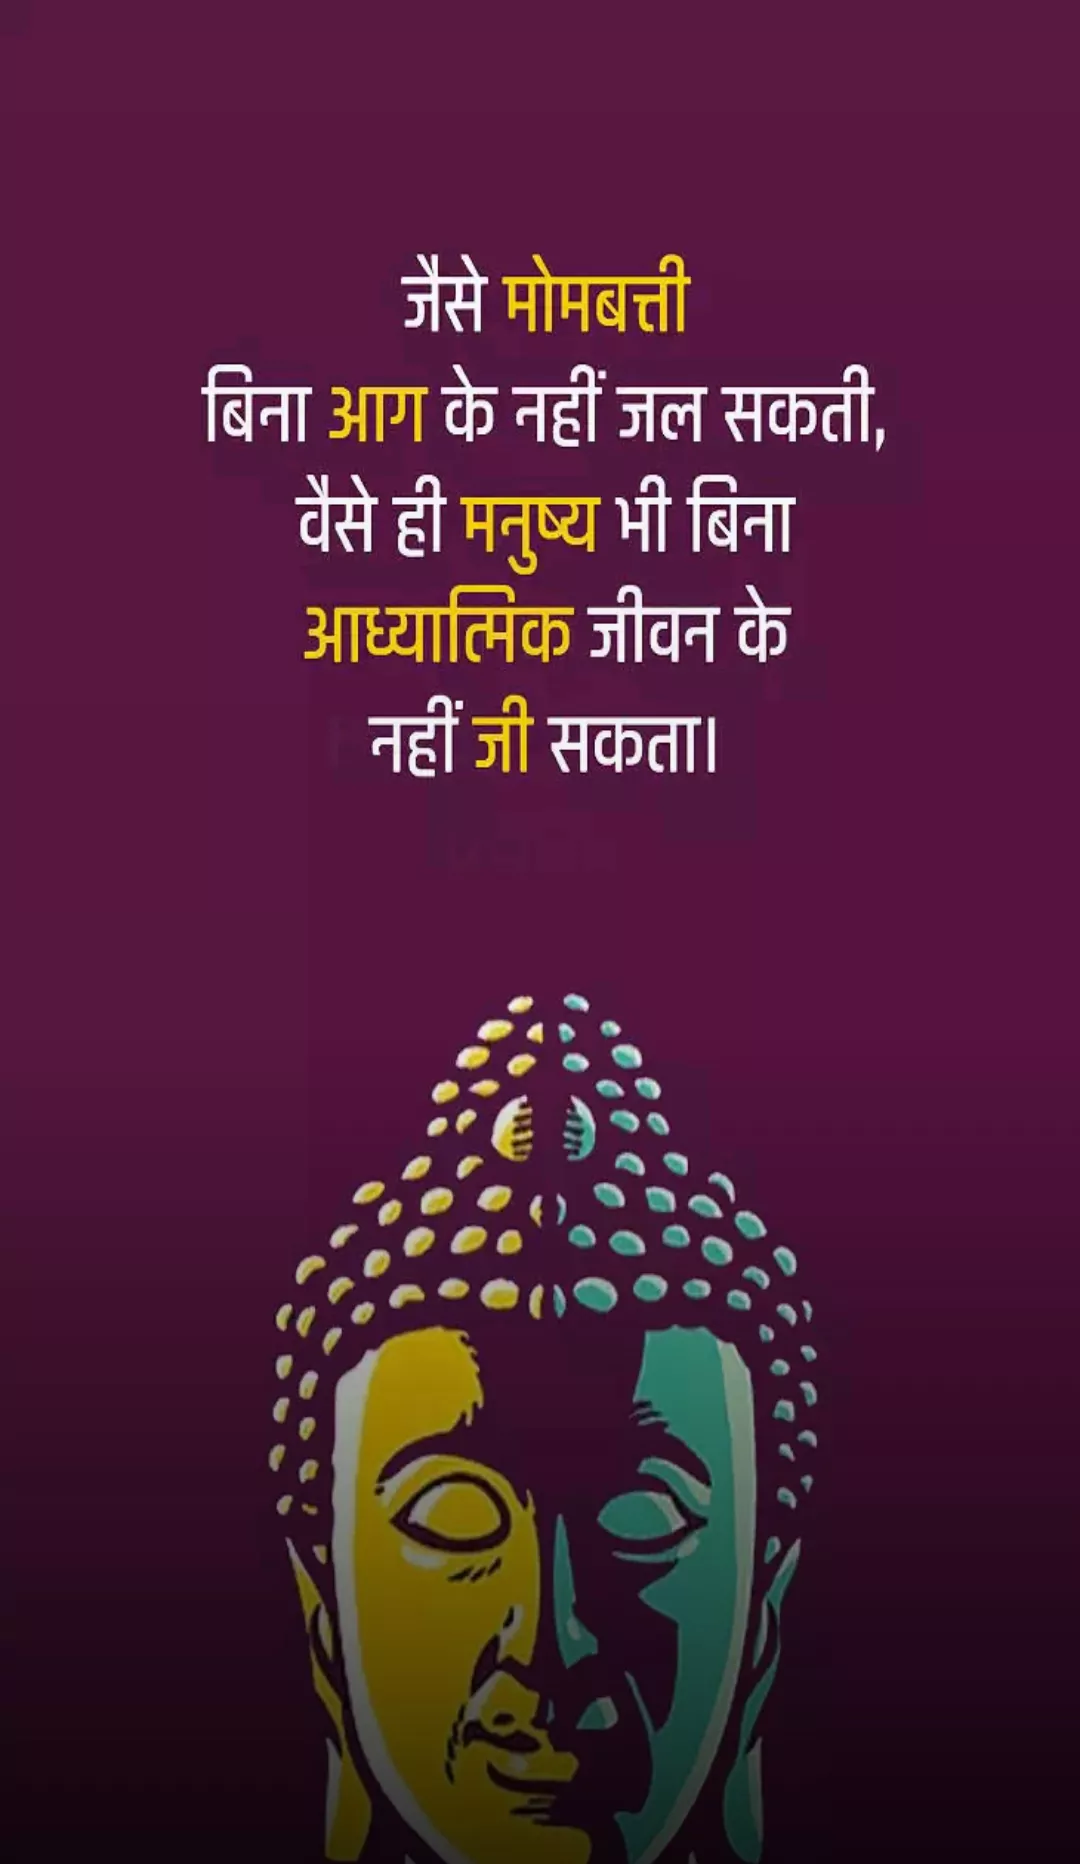 जैसे मोमबत्ती
बिना आग के नहीं जल सकती,
वैसे ही मनुष्य भी बिना
आध्यात्मिक जीवन के
नहीं जी सकता।